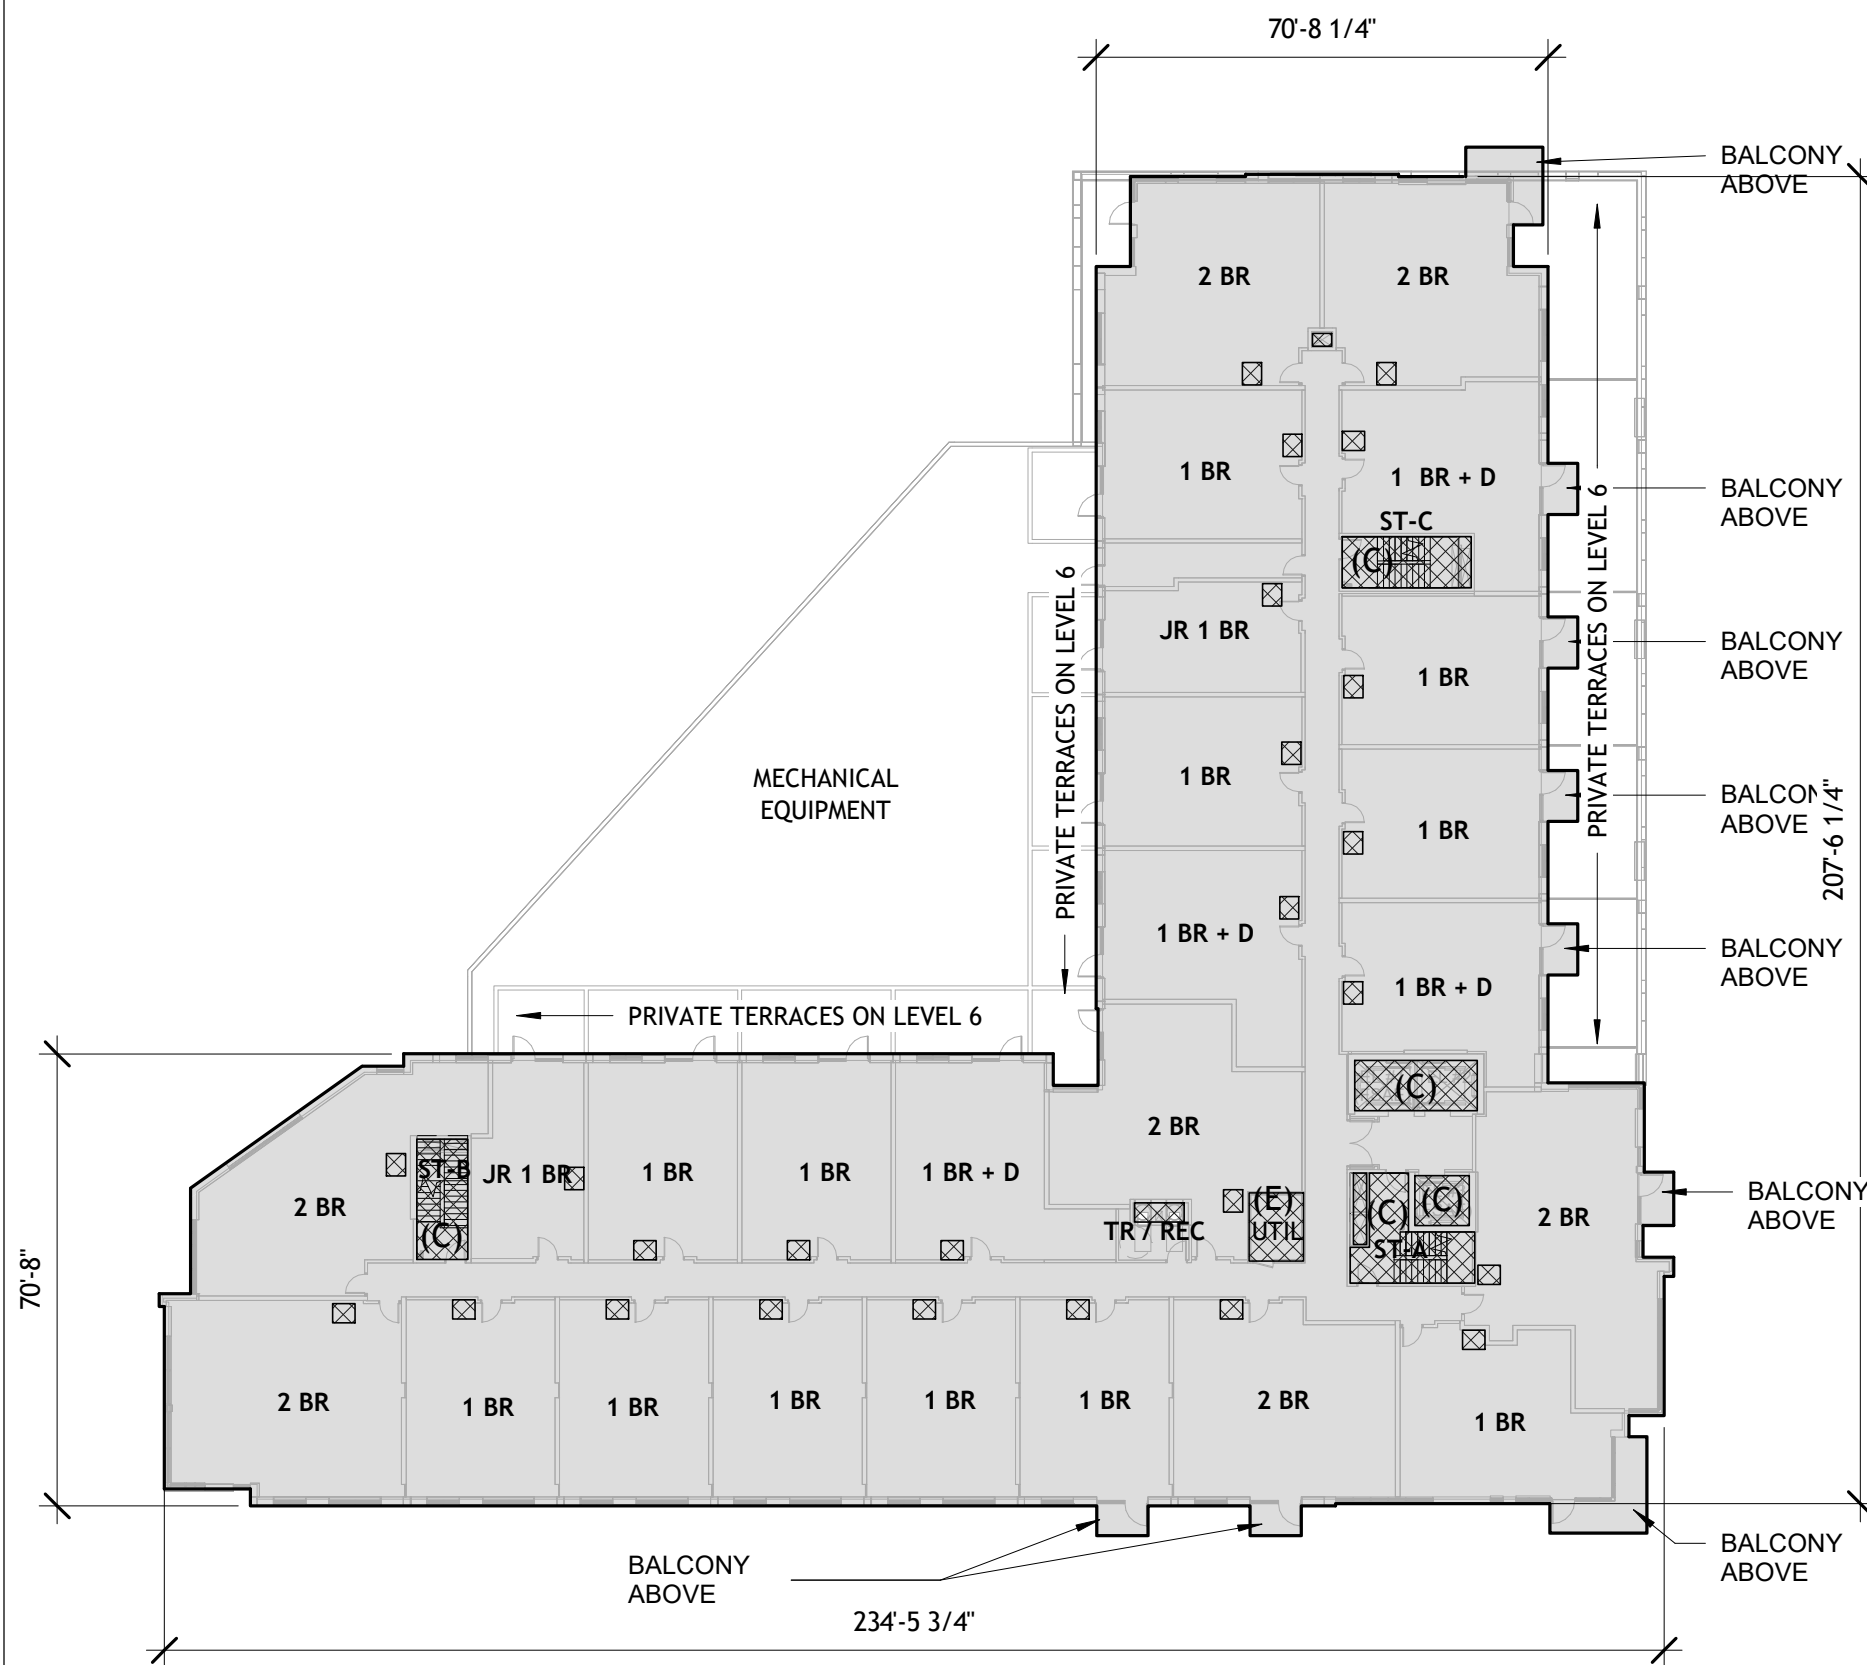 70'-8 1/4"
BALCONY
ABOVE
2 BR
2 BR
1 BR
1 BR + D
BALCONY
ABOVE
ST-C
(C)
PRIVATE TERRACES ON LEVEL 6
PRIVATE TERRACES ON LEVEL 6
JR 1 BR
1 BR
BALCONY
ABOVE
MECHANICAL
EQUIPMENT
1 BR
1 BR
BALCON
ABOVE
207'-6 1/4"
1 BR + D
1 BR + D
BALCONY
ABOVE
PRIVATE TERRACES ON LEVEL 6
(C)
2 BR
ST-B
JR 1 BR
1 BR
1 BR
1 BR + D
2 BR
(C)
TR / REC
(E)
UTIL
(C)
(C)
ST-A
2 BR
BALCONY
ABOVE
70'-8"
2 BR
1 BR
1 BR
1 BR
1 BR
1 BR
2 BR
1 BR
BALCONY
ABOVE
BALCONY
ABOVE
234'-5 3/4"